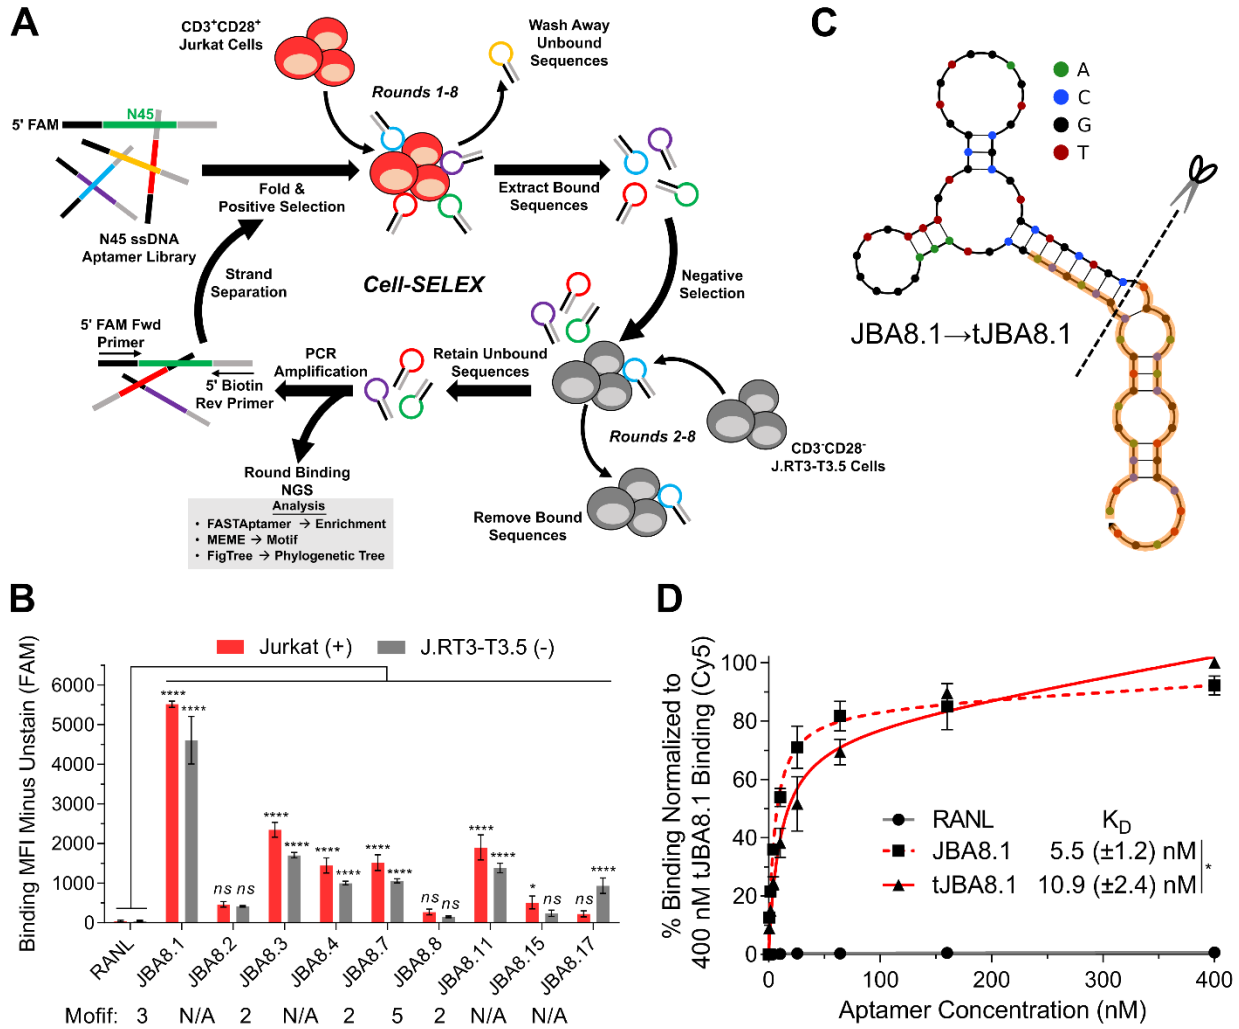 A
CD3⁺CD28⁺
Jurkat Cells
Wash Away
Unbound
Sequences
Rounds 1-8
N45
5' FAM
Fold &
Positive Selection
Extract Bound
Sequences
N45 ssDNA
Aptamer Library
Strand
Separation
Cell-SELEX
Negative
Selection
5' FAM Fwd
Primer
PCR
Amplification
Retain Unbound
Sequences
5' Biotin
Rev Primer
Rounds 2-8
CD3⁻CD28⁻
J.RT3-T3.5 Cells
Round Binding
NGS
Analysis
• FASTAptamer → Enrichment
• MEME → Motif
• FigTree → Phylogenetic Tree
Remove Bound
Sequences
C
A
C
G
T
JBA8.1→tJBA8.1
B
Jurkat (+) J.RT3-T3.5 (-)
Binding MFI Minus Unstain (FAM)
6000
5000
4000
3000
2000
1000
0
**** ****
ns ns
**** ****
**** ****
**** ****
ns ns
**** ****
* ns
ns ****
RANL JBA8.1 JBA8.2 JBA8.3 JBA8.4 JBA8.7 JBA8.8 JBA8.11 JBA8.15 JBA8.17
Mofif: 3 N/A 2 N/A 2 5 2 N/A N/A
D
% Binding Normalized to
400 nM tJBA8.1 Binding (Cy5)
100
80
60
40
20
0
RANL K_D
JBA8.1 5.5 (±1.2) nM
*
tJBA8.1 10.9 (±2.4) nM
0 100 200 300 400
Aptamer Concentration (nM)